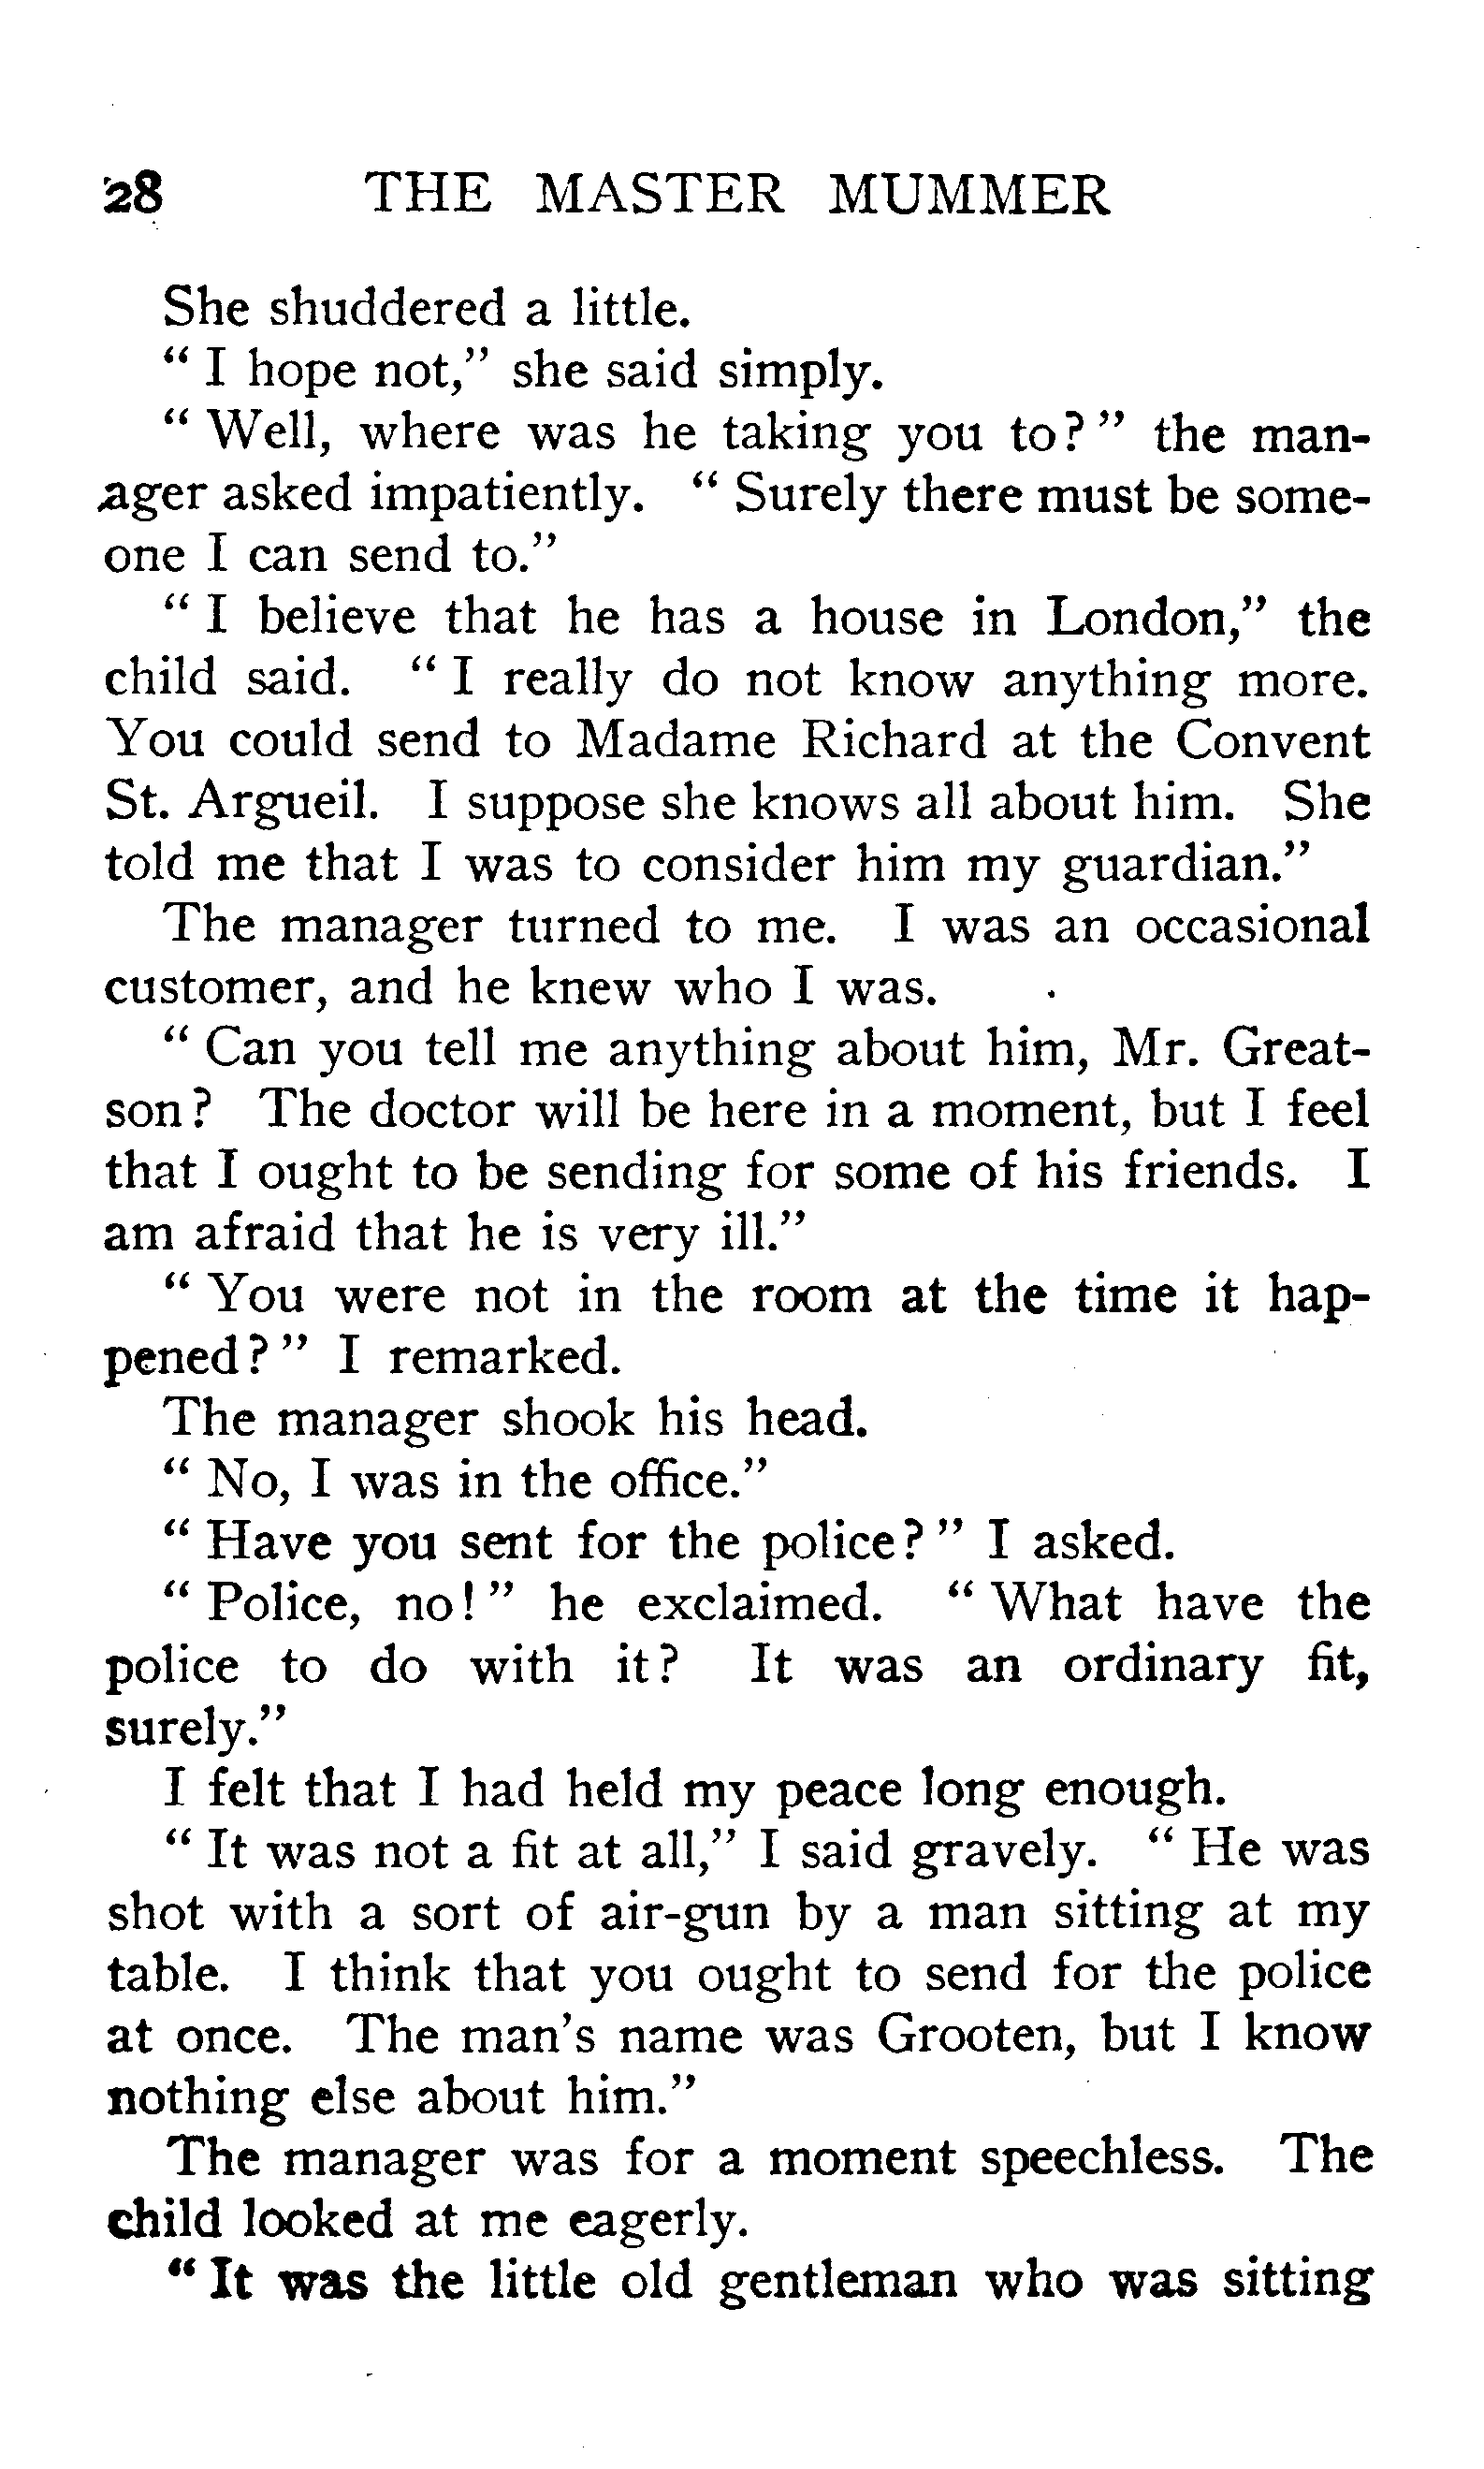 28 THE MASTER MUMMER
She shuddered a little.
" I hope not," she said simply.
" Well, where was he taking you to? " the man-
ager asked impatiently. " Surely there must be some-
one I can send to."
" I believe that he has a house in London," the
child said. " I really do not know anything more.
You could send to Madame Richard at the Convent
St. Argueil. I suppose she knows all about him. She
told me that I was to consider him my guardian."
The manager turned to me. I was an occasional
customer, and he knew who I was.
" Can you tell me anything about him, Mr. Great-
son ? The doctor will be here in a moment, but I feel
that I ought to be sending for some of his friends. I
am afraid that he is very ill."
" You were not in the room at the time it hap-
pened ? " I remarked.
The manager shook his head.
" No, I was in the office."
" Have you sent for the police? " I asked.
" Police, no! " he exclaimed. " What have the
police to do with it ? It was an ordinary fit,
surely."
I felt that I had held my peace long enough.
" It was not a fit at all," I said gravely. " He was
shot with a sort of air-gun by a man sitting at my
table. I think that you ought to send for the police
at once. The man's name was Grooten, but I know
nothing else about him."
The manager was for a moment speechless. The
child looked at me eagerly.
" It was the little old gentleman who was sitting